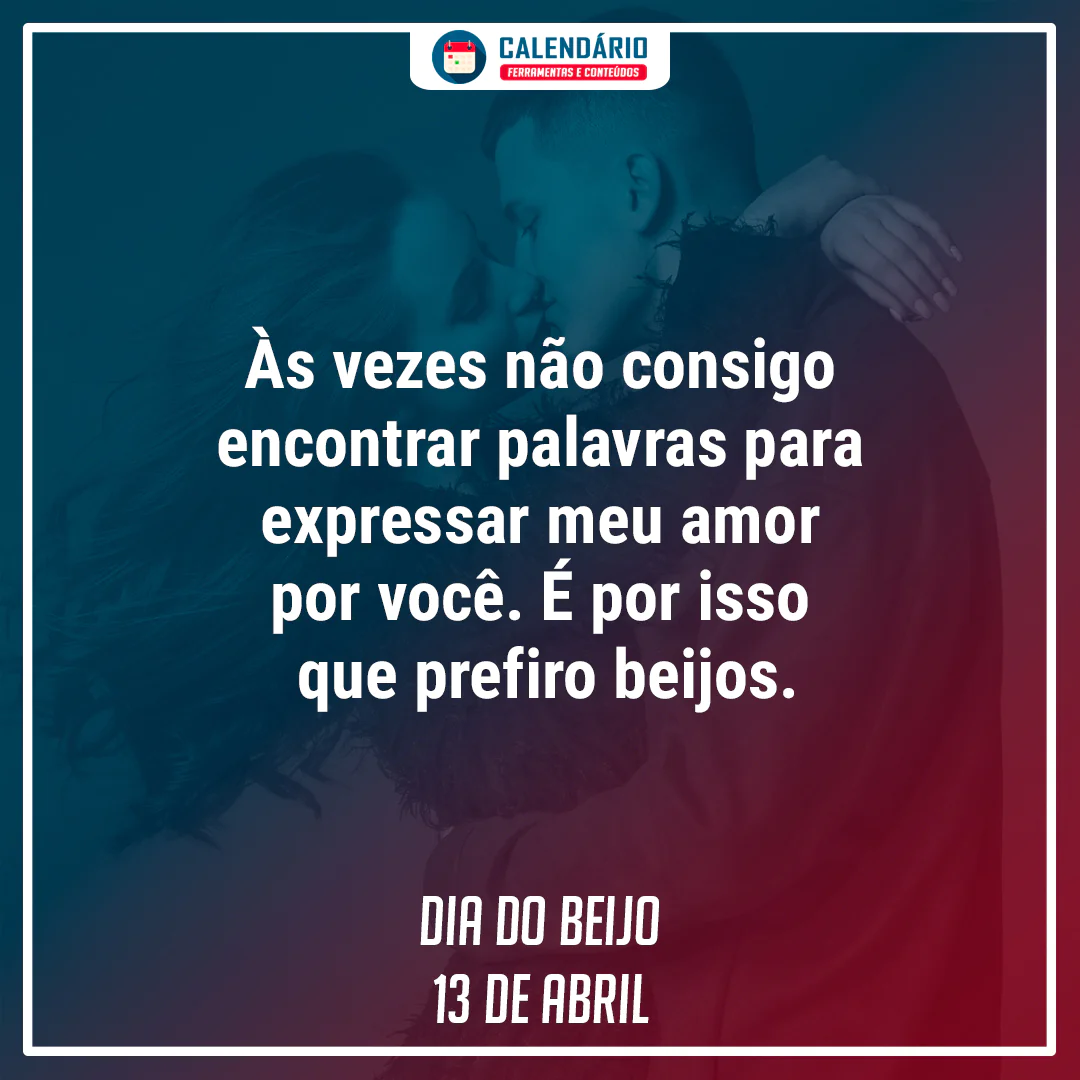 CALENDÁRIO
FERRAMENTAS E CONTEÚDOS
Às vezes não consigo
encontrar palavras para
expressar meu amor
por você. É por isso
que prefiro beijos.
DIA DO BEIJO
13 DE ABRIL